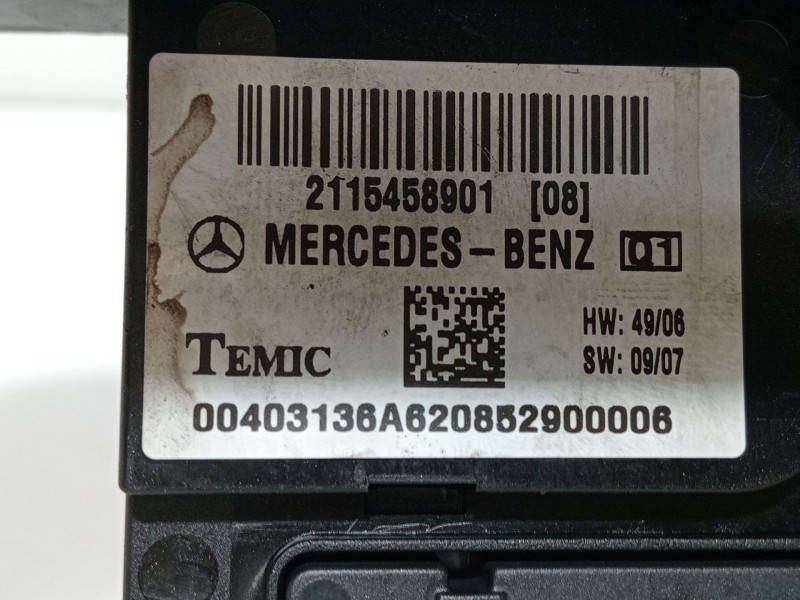 2115458901 [08]
MERCEDES-BENZ Q1
HW: 49/06
TEMIC
SW: 09/07
00403136A620852900006